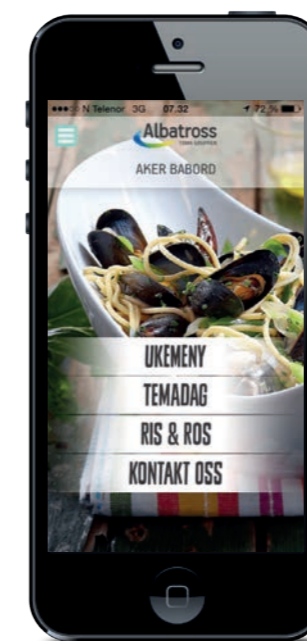 N Telenor 3G 07.32 72 %
Albatross
AKER BABORD
UKEMENY
TEMADAG
RIS & ROS
KONTAKT OSS